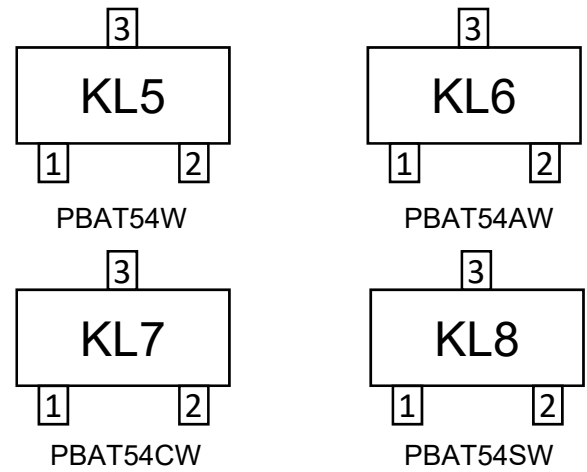 3
KL5
1 2
PBAT54W
3
KL6
1 2
PBAT54AW
3
KL7
1 2
PBAT54CW
3
KL8
1 2
PBAT54SW